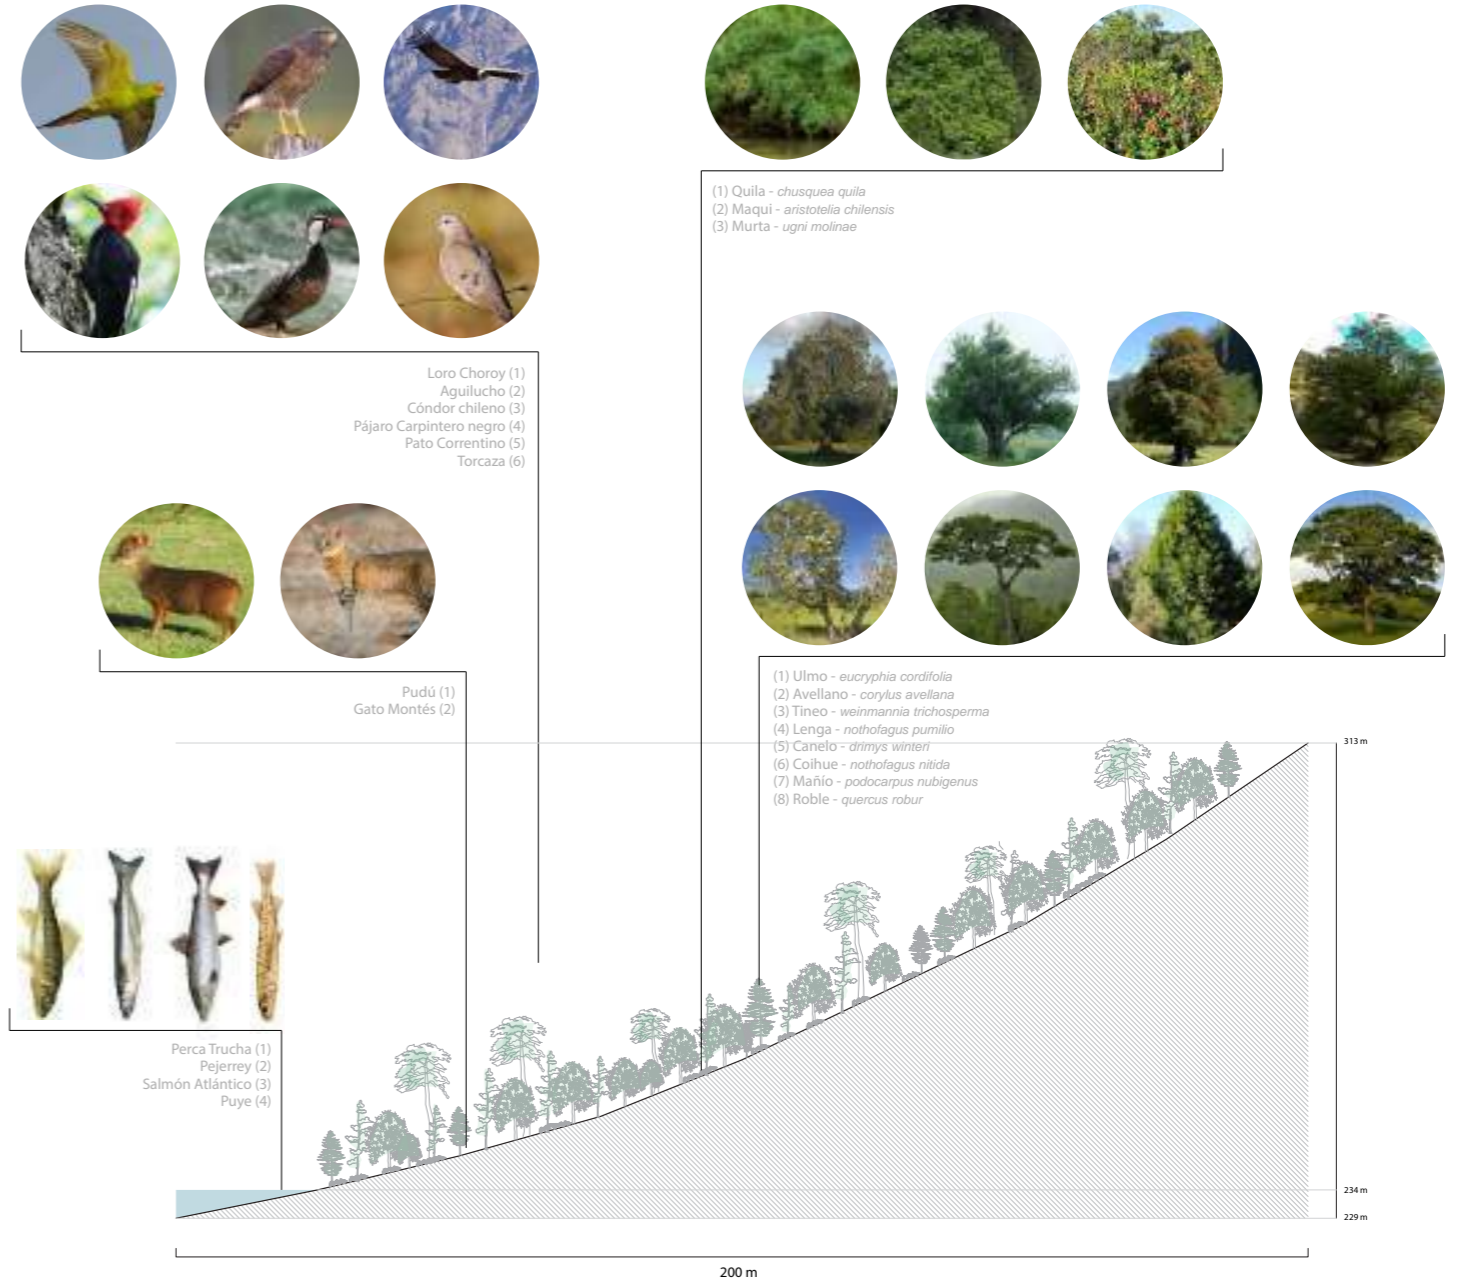 (1) Quila - chusquea quila
(2) Maqui - aristotelia chilensis
(3) Murta - ugni molinae
Loro Choroy (1)
Aguilucho (2)
Cóndor chileno (3)
Pájaro Carpintero negro (4)
Pato Correntino (5)
Torcaza (6)
Pudú (1)
Gato Montés (2)
(1) Ulmo - eucryphia cordifolia
(2) Avellano - corylus avellana
(3) Tineo - weinmannia trichosperma
(4) Lenga - nothofagus pumilio
(5) Canelo - drimys winteri
(6) Coihue - nothofagus nitida
(7) Mañío - podocarpus nubigenus
(8) Roble - quercus robur
313 m
Perca Trucha (1)
Pejerrey (2)
Salmón Atlántico (3)
Puye (4)
234 m
229 m
200 m